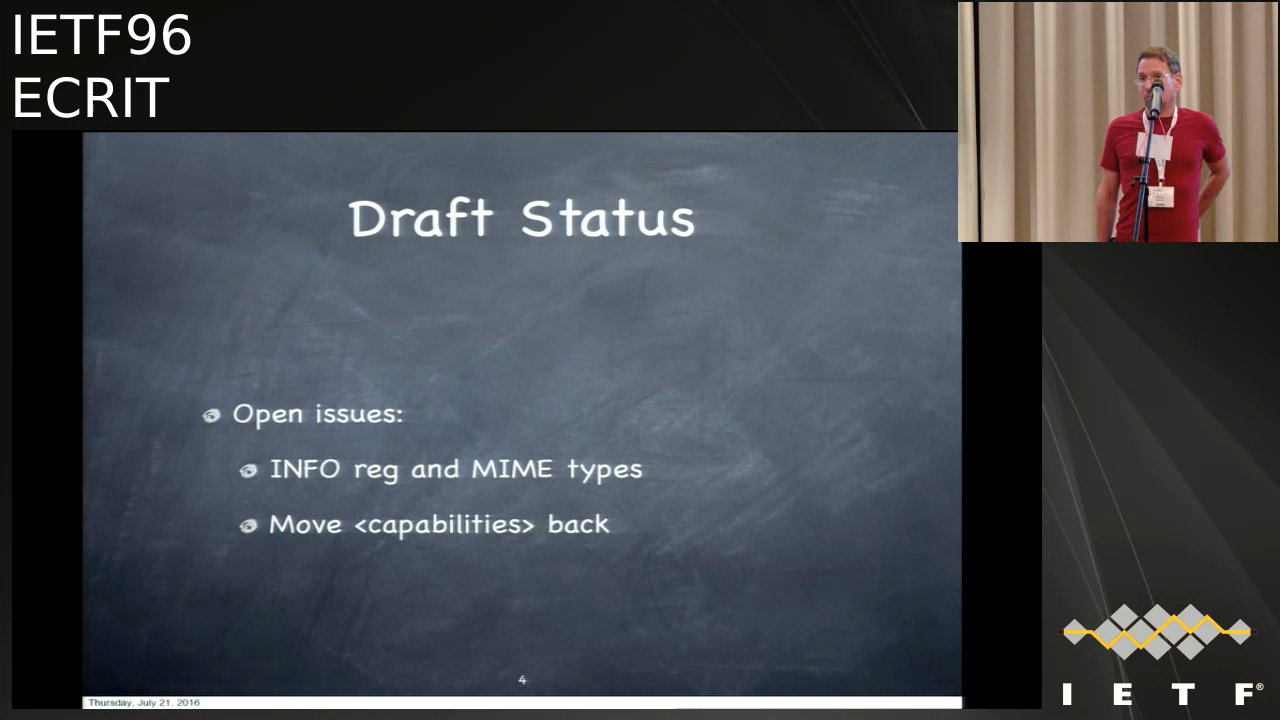 IETF96
ECRIT
Draft Status
Open issues:
INFO reg and MIME types
Move <capabilities> back
4
Thursday, July 21, 2016
I E T F®